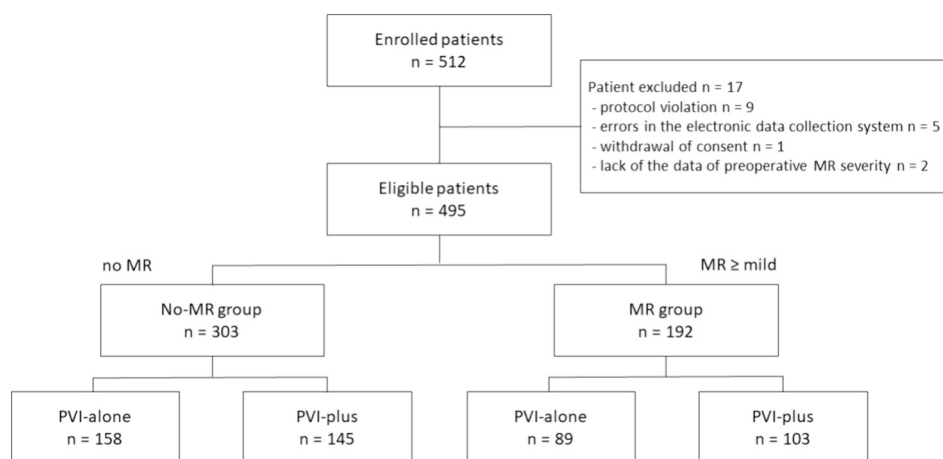 Enrolled patients
n = 512
Patient excluded n = 17
- protocol violation n = 9
- errors in the electronic data collection system n = 5
- withdrawal of consent n = 1
- lack of the data of preoperative MR severity n = 2
Eligible patients
n = 495
no MR
MR ≥ mild
No-MR group
n = 303
MR group
n = 192
PVI-alone
n = 158
PVI-plus
n = 145
PVI-alone
n = 89
PVI-plus
n = 103